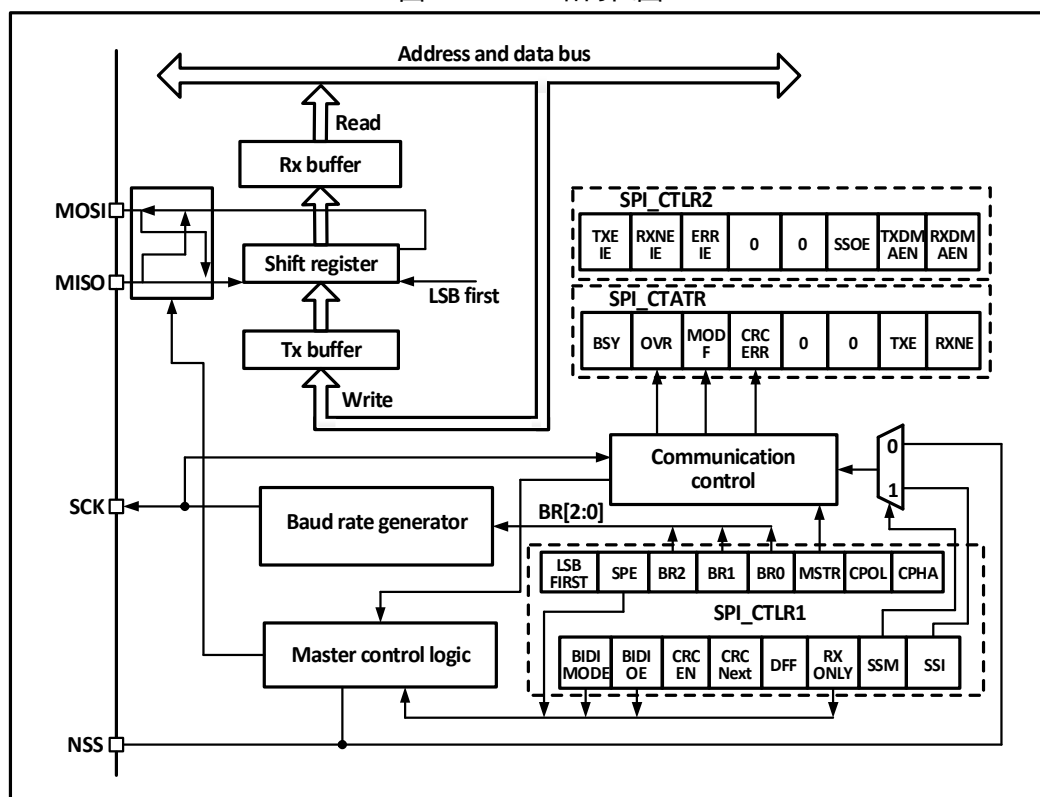 Address and data bus
Read
Rx buffer
MOSI
SPI_CTLR2
TXE
IE
RXNE
IE
ERR
IE
0
0
SSOE
TXDM
AEN
RXDM
AEN
Shift register
MISO
LSB first
SPI_CTATR
BSY
OVR
MOD
F
CRC
ERR
0
0
TXE
RXNE
Tx buffer
Write
Communication
control
0
1
SCK
Baud rate generator
BR[2:0]
LSB
FIRST
SPE
BR2
BR1
BR0
MSTR
CPOL
CPHA
SPI_CTLR1
Master control logic
BIDI
MODE
BIDI
OE
CRC
EN
CRC
Next
DFF
RX
ONLY
SSM
SSI
NSS